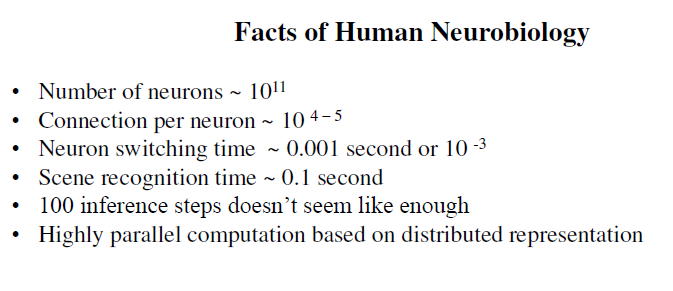 Facts of Human Neurobiology
• Number of neurons ~ 10¹¹
• Connection per neuron ~ 10 ⁴⁻⁵
• Neuron switching time ~ 0.001 second or 10 ⁻³
• Scene recognition time ~ 0.1 second
• 100 inference steps doesn’t seem like enough
• Highly parallel computation based on distributed representation